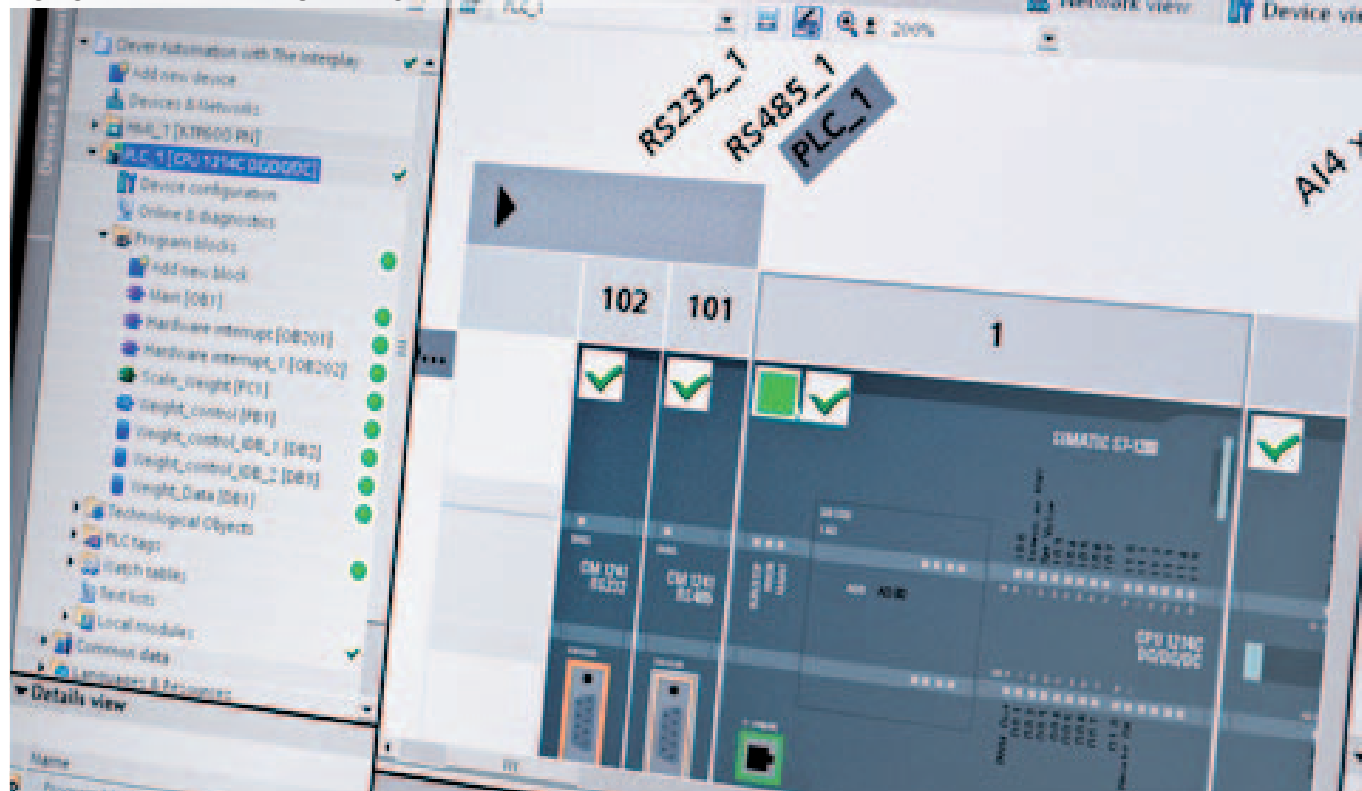 PLC_1
200%
Network view
Device vie
Clever Automation with The Interplay
Add new device
Devices & Networks
HMI_1 [KTP600 PN]
PLC_1 [CPU 1214C DC/DC/DC]
Device configuration
Online & diagnostics
Program blocks
Add new block
Main [OB1]
Hardware interrupt [OB201]
Hardware interrupt_1 [OB202]
Scale_weight [FC1]
Weight_control [FB1]
Weight_control_IDB_1 [DB2]
Weight_control_IDB_2 [DB3]
Weight_Data [DB1]
Technological Objects
PLC tags
Watch tables
Text lists
Local modules
Common data
Languages & Resources
Details view
Name
RS232_1
RS485_1
PLC_1
AI4 x
102
101
1
SIMATIC S7-1200
CM 1241
RS232
CM 1241
RS485
CPU 1214C
DC/DC/DC